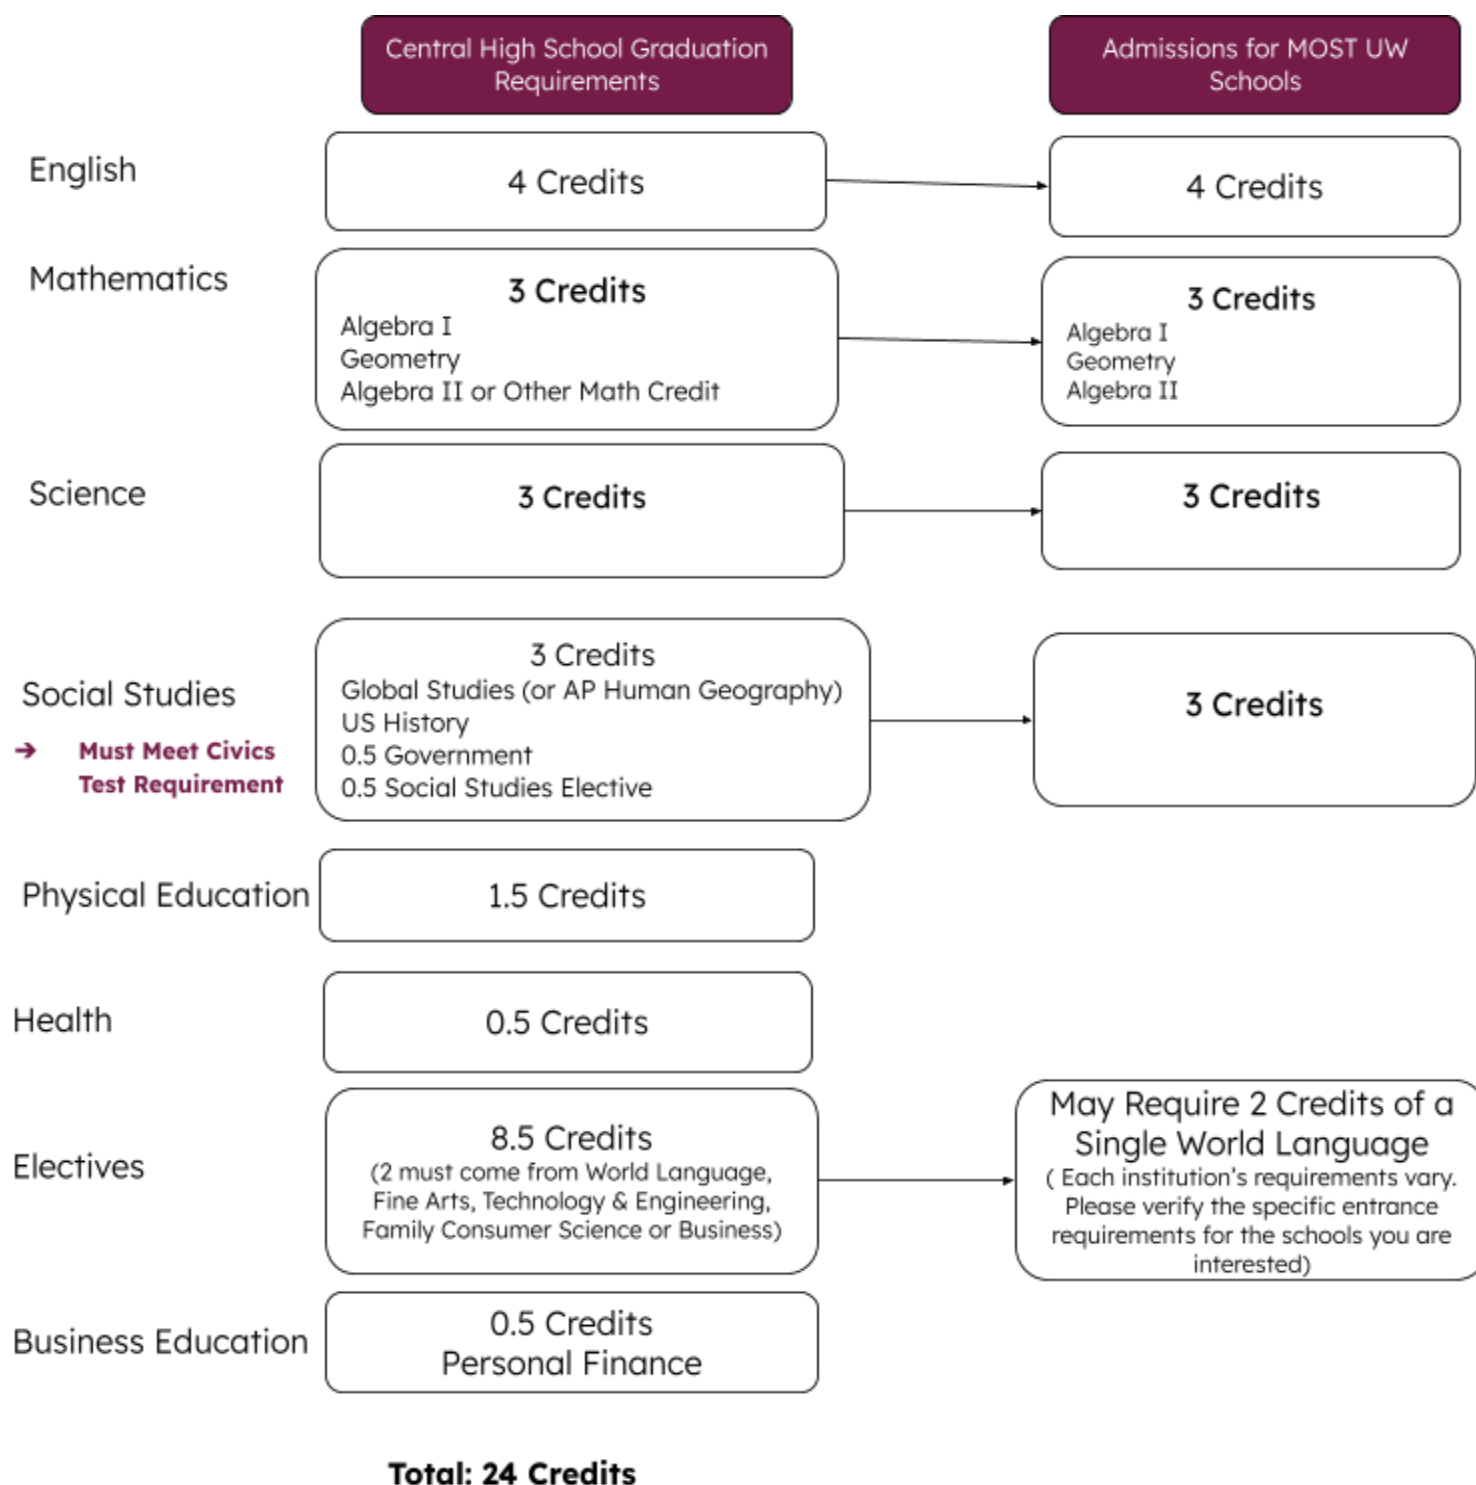 Central High School Graduation
Requirements
Admissions for MOST UW
Schools
English
4 Credits
4 Credits
Mathematics
3 Credits
Algebra I
Geometry
Algebra II or Other Math Credit
3 Credits
Algebra I
Geometry
Algebra II
Science
3 Credits
3 Credits
Social Studies
➔ Must Meet Civics
Test Requirement
3 Credits
Global Studies (or AP Human Geography)
US History
0.5 Government
0.5 Social Studies Elective
3 Credits
Physical Education
1.5 Credits
Health
0.5 Credits
Electives
8.5 Credits
(2 must come from World Language,
Fine Arts, Technology & Engineering,
Family Consumer Science or Business)
May Require 2 Credits of a
Single World Language
( Each institution's requirements vary.
Please verify the specific entrance
requirements for the schools you are
interested)
Business Education
0.5 Credits
Personal Finance
Total: 24 Credits